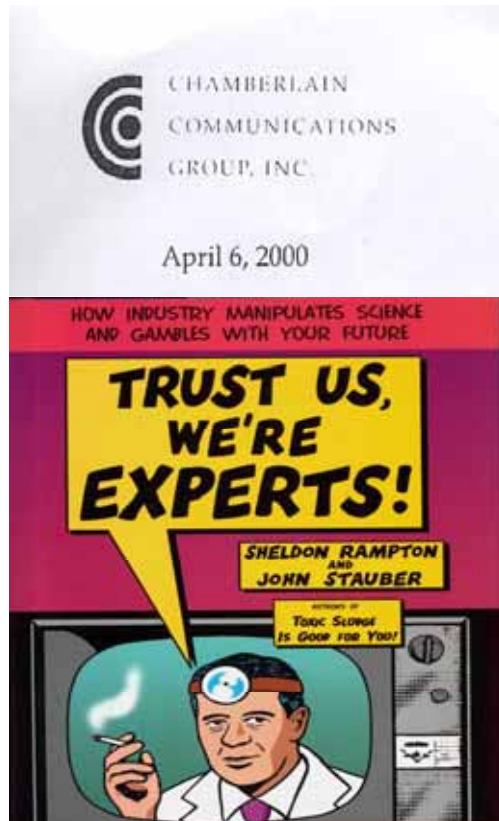 CHAMBERLAIN
COMMUNICATIONS
GROUP, INC.
April 6, 2000
HOW INDUSTRY MANIPULATES SCIENCE
AND GAMBLES WITH YOUR FUTURE
TRUST US,
WE'RE
EXPERTS!
SHELDON RAMPTON
AND
JOHN STAUBER
AUTHORS OF
TOXIC SLUDGE
IS GOOD FOR YOU!